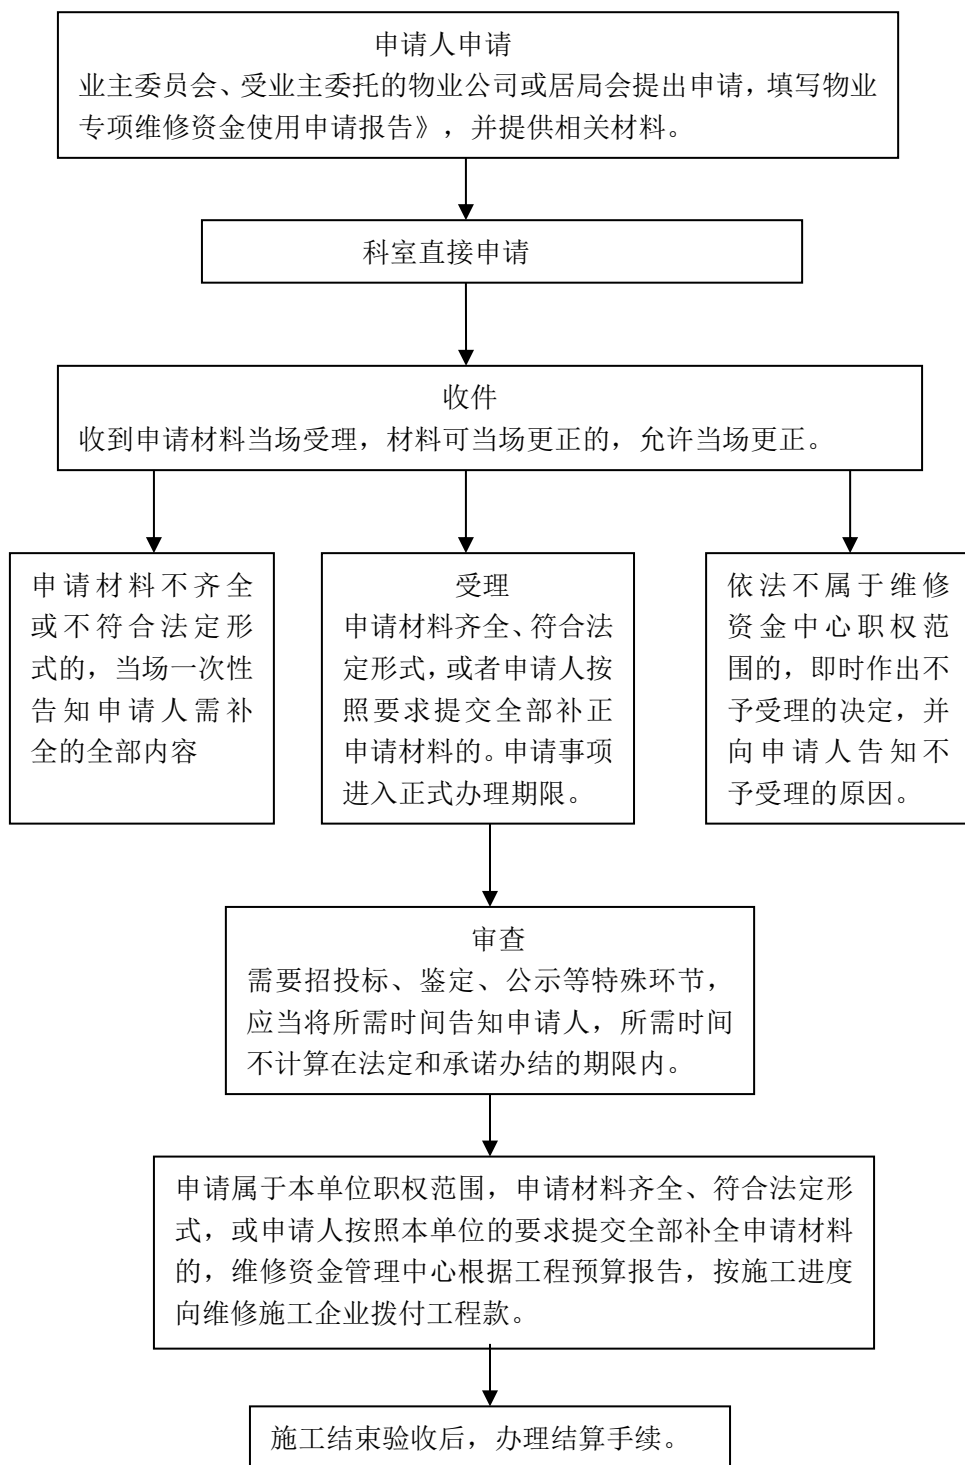 申请人申请
业主委员会、受业主委托的物业公司或居局会提出申请，填写物业
专项维修资金使用申请报告》，并提供相关材料。
科室直接申请
收件
收到申请材料当场受理，材料可当场更正的，允许当场更正。
申请材料不齐全
或不符合法定形
式的，当场一次性
告知申请人需补
全的全部内容
受理
申请材料齐全、符合法
定形式，或者申请人按
照要求提交全部补正
申请材料的。申请事项
进入正式办理期限。
依法不属于维修
资金中心职权范
围的，即时作出不
予受理的决定，并
向申请人告知不
予受理的原因。
审查
需要招投标、鉴定、公示等特殊环节，
应当将所需时间告知申请人，所需时间
不计算在法定和承诺办结的期限内。
申请属于本单位职权范围，申请材料齐全、符合法定形
式，或申请人按照本单位的要求提交全部补全申请材料
的，维修资金管理中心根据工程预算报告，按施工进度
向维修施工企业拨付工程款。
施工结束验收后，办理结算手续。